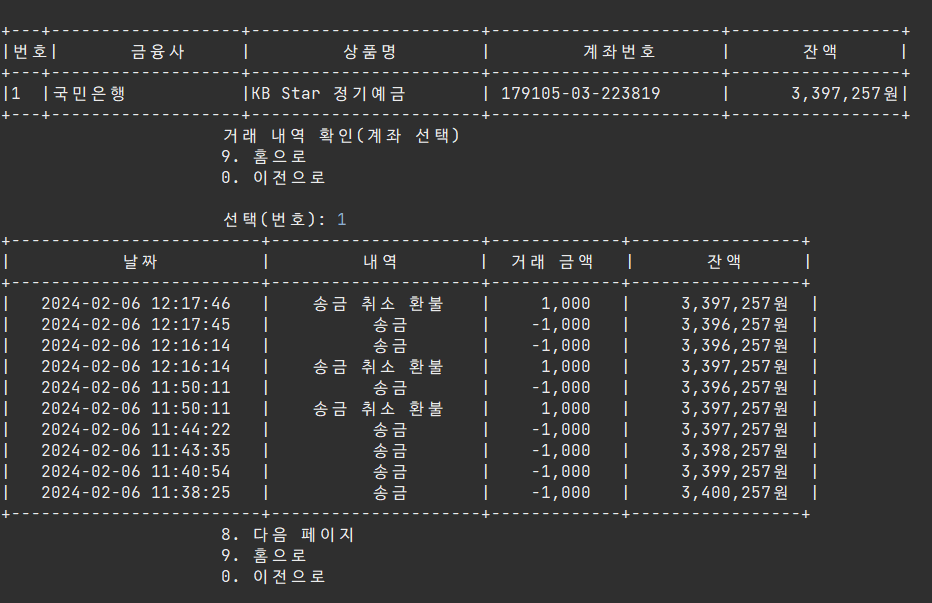 +---+-------------------+-----------------------+-----------------------+-----------------+
|번호|       금융사      |         상품명        |         계좌번호      |       잔액      |
+---+-------------------+-----------------------+-----------------------+-----------------+
|1  |국민은행           |KB Star 정기예금       | 179105-03-223819      |      3,397,257원|
+---+-------------------+-----------------------+-----------------------+-----------------+
거래 내역 확인(계좌 선택)
9. 홈으로
0. 이전으로
선택(번호): 1
+-------------------------+---------------------+-------------+-----------------+
|           날짜          |         내역        |  거래 금액  |       잔액      |
+-------------------------+---------------------+-------------+-----------------+
|   2024-02-06 12:17:46   |    송금 취소 환불   |     1,000   |     3,397,257원  |
|   2024-02-06 12:17:45   |         송금        |    -1,000   |     3,396,257원  |
|   2024-02-06 12:16:14   |         송금        |    -1,000   |     3,396,257원  |
|   2024-02-06 12:16:14   |    송금 취소 환불   |     1,000   |     3,397,257원  |
|   2024-02-06 11:50:11   |         송금        |    -1,000   |     3,396,257원  |
|   2024-02-06 11:50:11   |    송금 취소 환불   |     1,000   |     3,397,257원  |
|   2024-02-06 11:44:22   |         송금        |    -1,000   |     3,397,257원  |
|   2024-02-06 11:43:35   |         송금        |    -1,000   |     3,398,257원  |
|   2024-02-06 11:40:54   |         송금        |    -1,000   |     3,399,257원  |
|   2024-02-06 11:38:25   |         송금        |    -1,000   |     3,400,257원  |
+-------------------------+---------------------+-------------+-----------------+
8. 다음 페이지
9. 홈으로
0. 이전으로